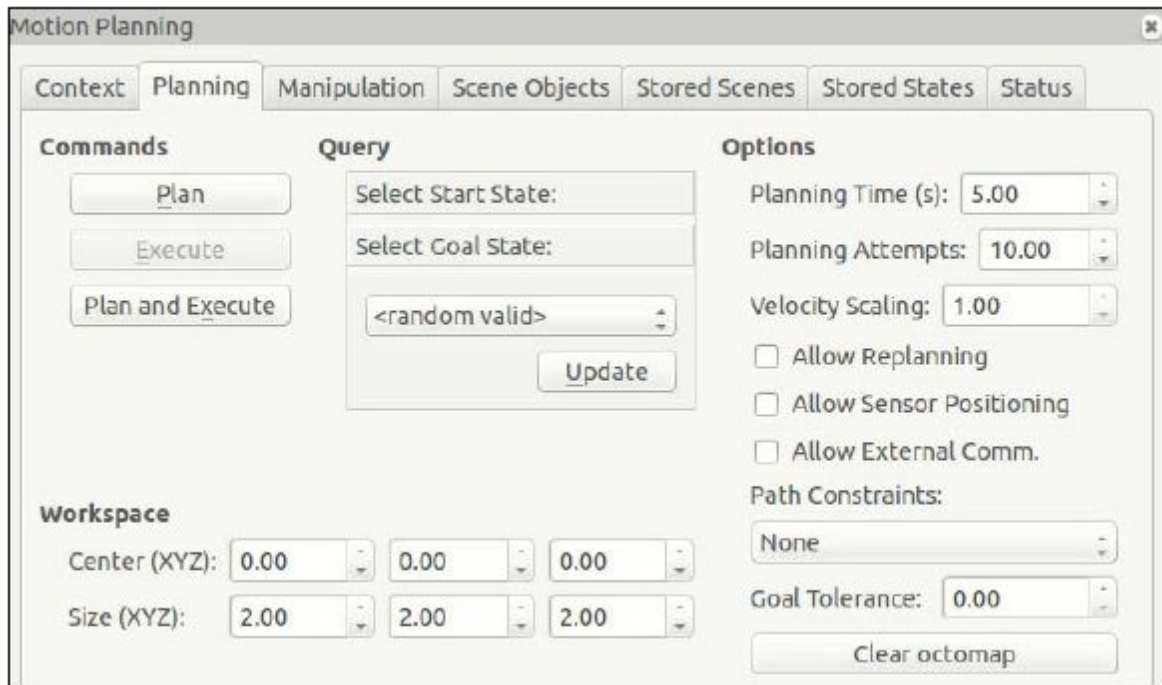 Motion Planning
Context Planning Manipulation Scene Objects Stored Scenes Stored States Status
Commands
Plan
Execute
Plan and Execute
Query
Select Start State:
Select Goal State:
<random valid>
Update
Options
Planning Time (s): 5.00
Planning Attempts: 10.00
Velocity Scaling: 1.00
Allow Replanning
Allow Sensor Positioning
Allow External Comm.
Path Constraints:
None
Goal Tolerance: 0.00
Clear octomap
Workspace
Center (XYZ): 0.00 0.00 0.00
Size (XYZ): 2.00 2.00 2.00